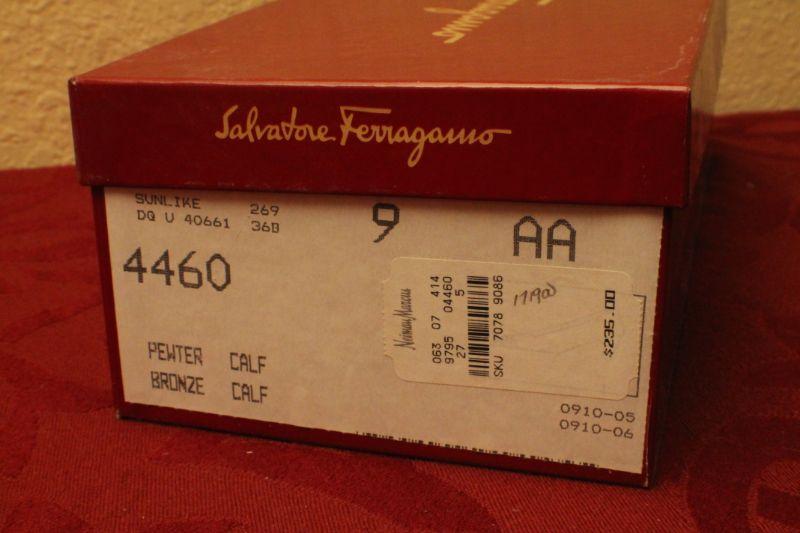 Salvatore Ferragamo
SUNLIKE 269
DQ U 40661 36B
9
AA
4460
PEWTER CALF
BRONZE CALF
Neiman Marcus
063 07 414
9795 04460
27 5
SKU 7078 9086
$235.00
0910-05
0910-06